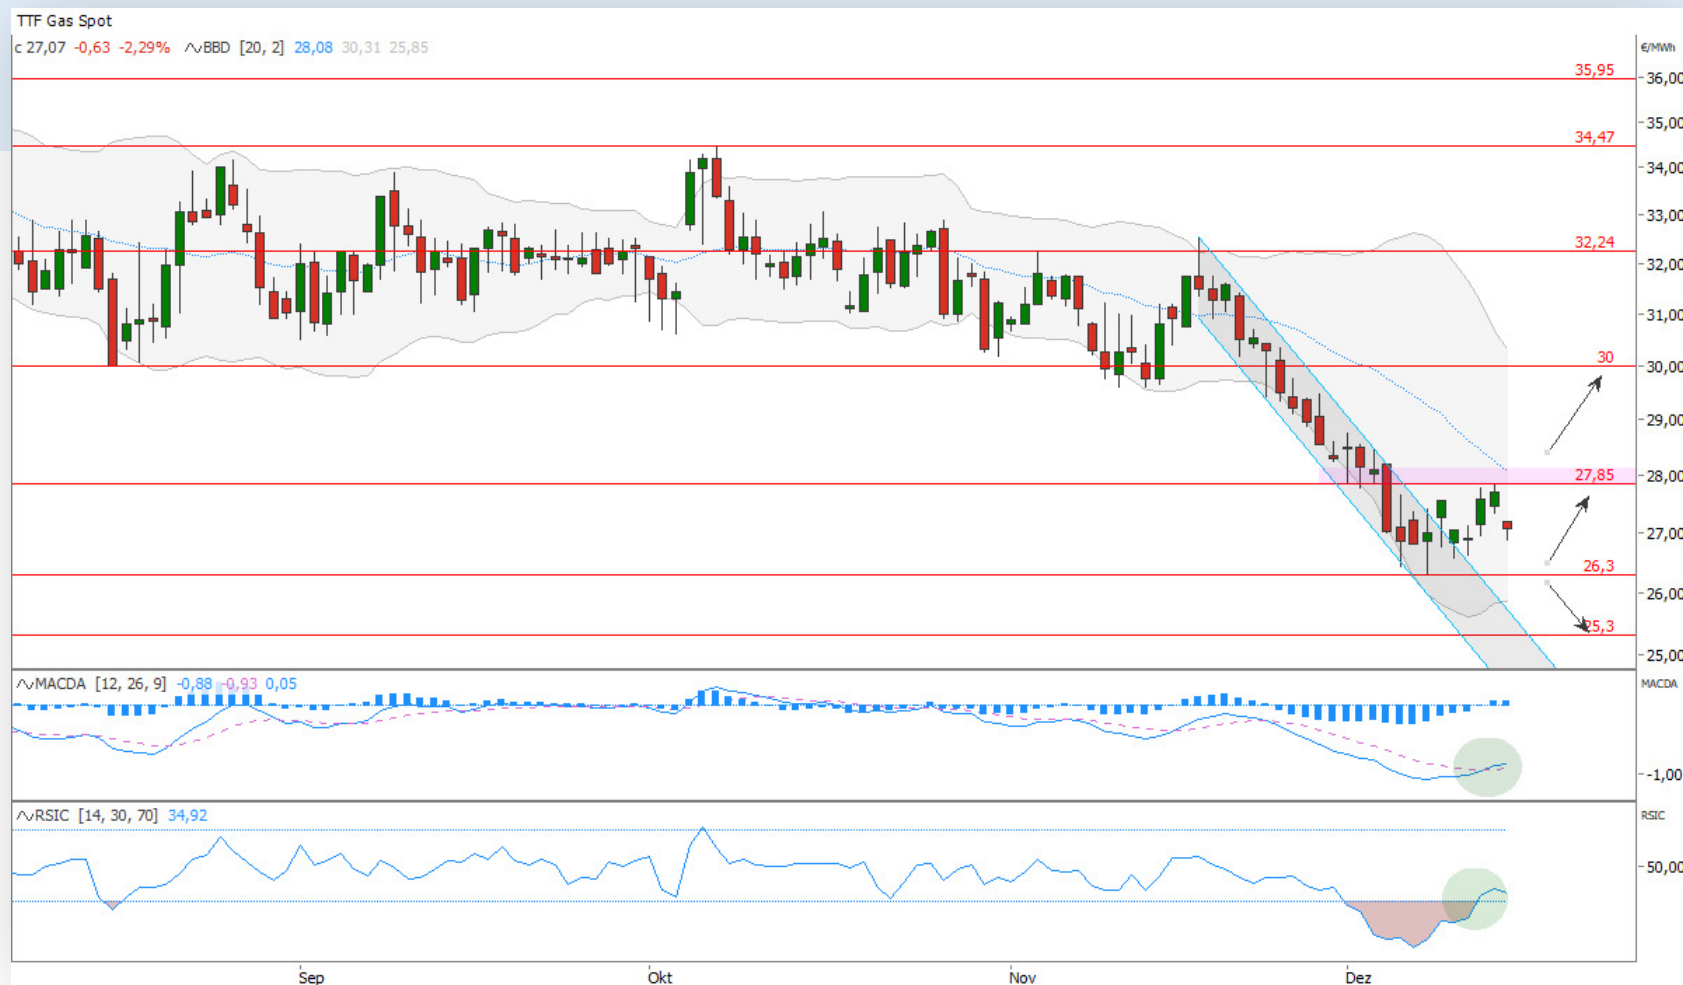 TTF Gas Spot
c 27,07 -0,63 -2,29% BBD [20, 2] 28,08 30,31 25,85
€/MWh
35,95
36,00
35,00
34,47
34,00
33,00
32,24
32,00
31,00
30
30,00
29,00
28,00
27,85
27,00
26,3
26,00
25,3
25,00
MACDA [12, 26, 9] -0,88 -0,93 0,05
MACDA
-1,00
RSIC [14, 30, 70] 34,92
RSIC
50,00
Sep Okt Nov Dez